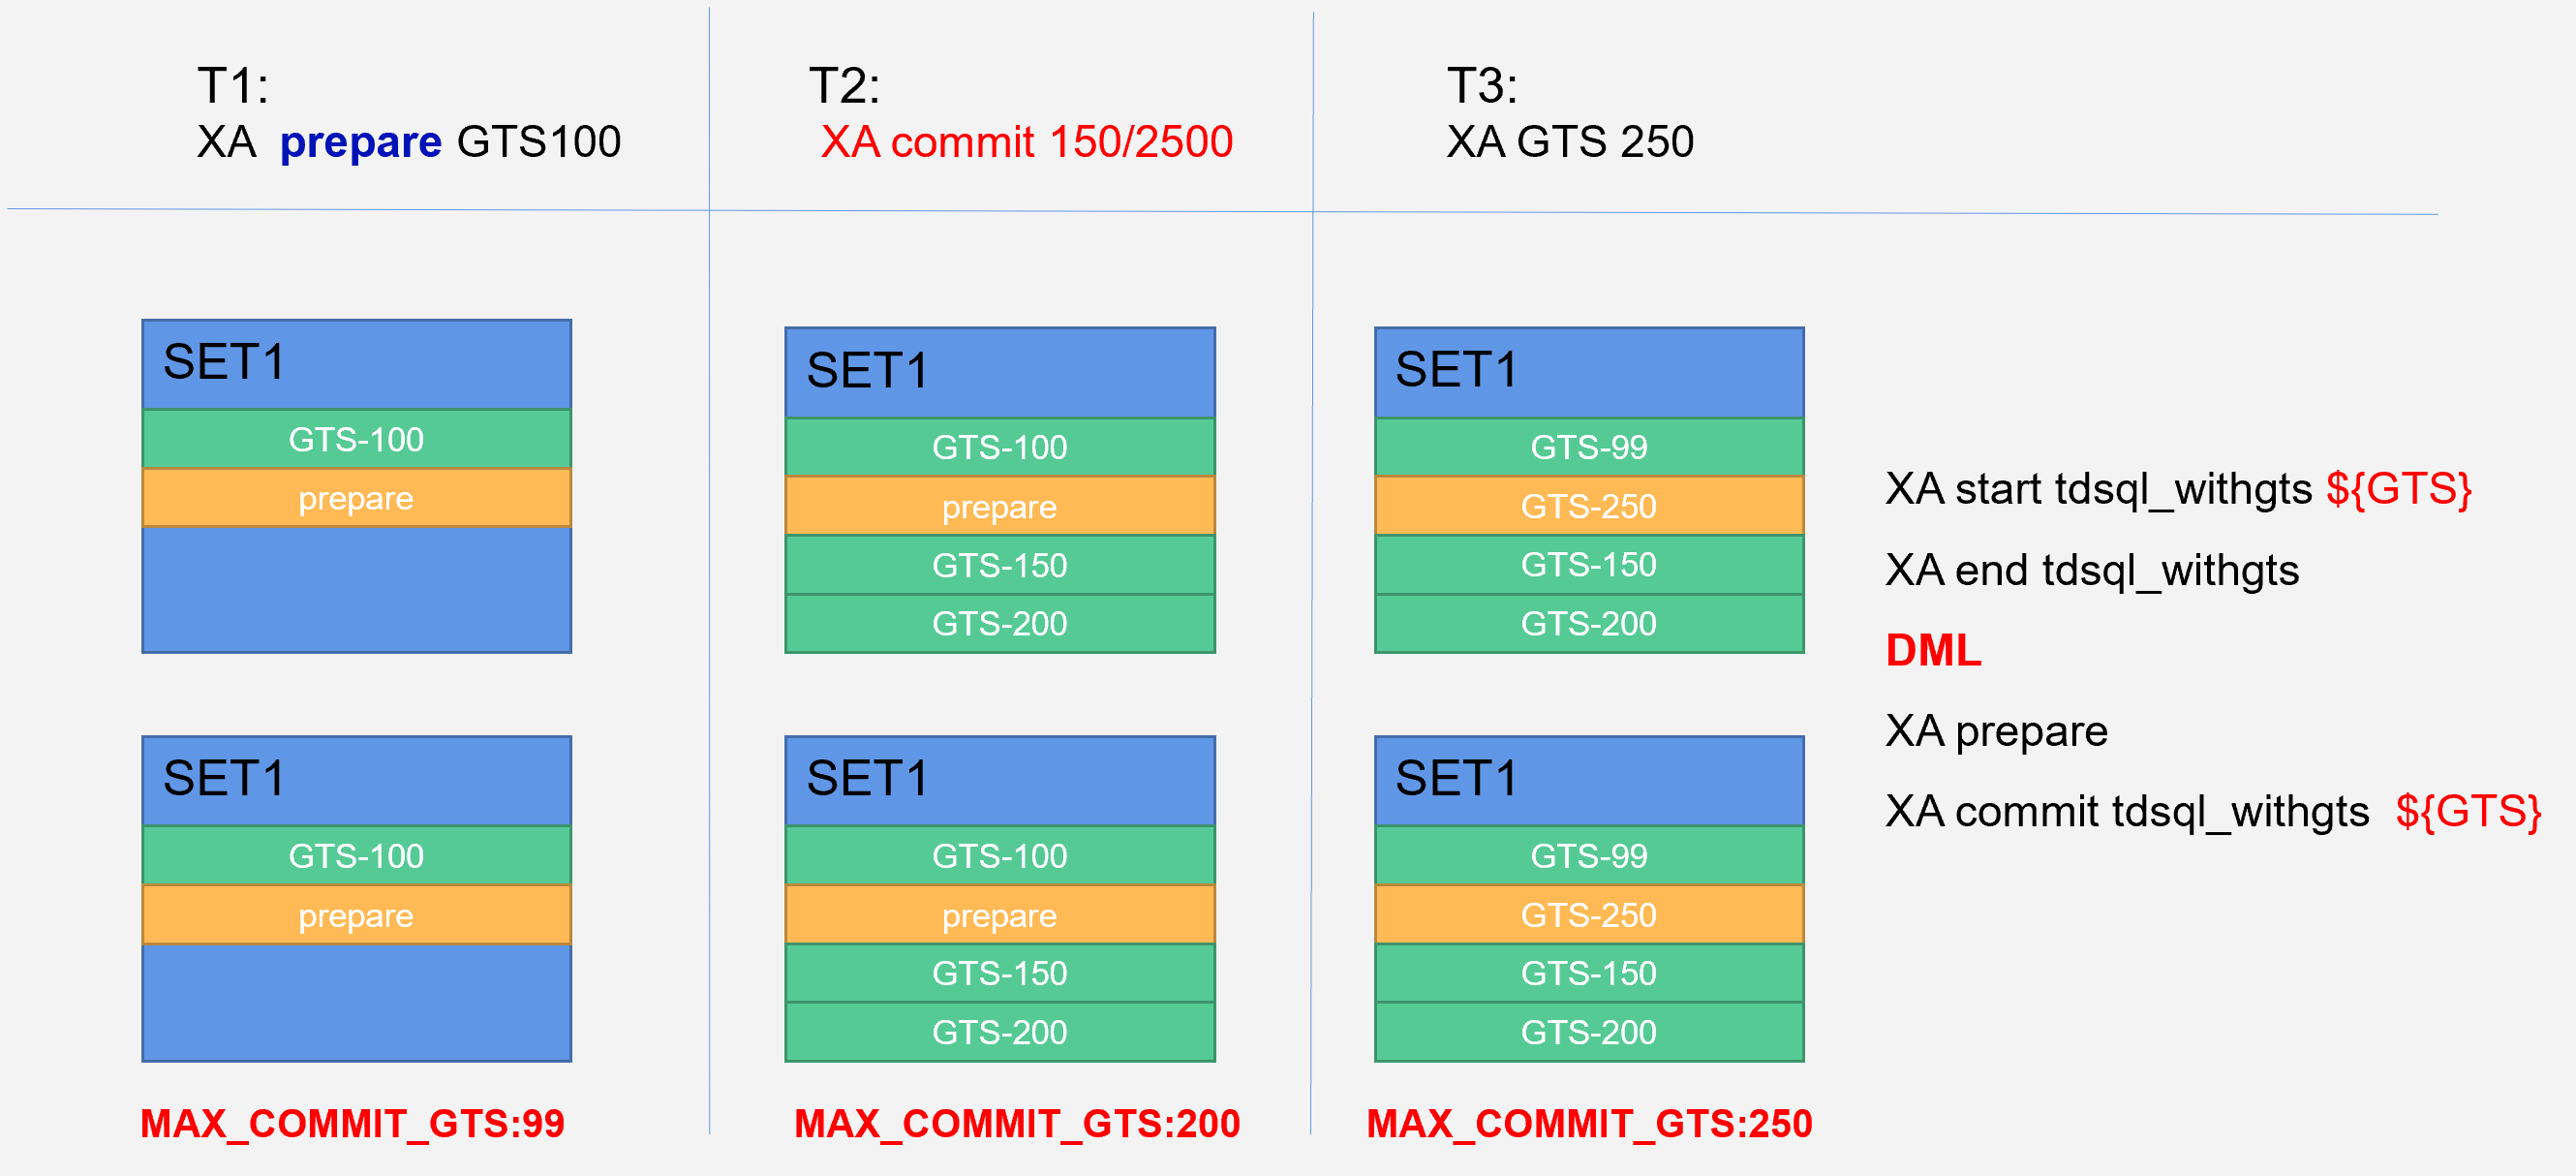 T1:
XA prepare GTS100
T2:
XA commit 150/2500
T3:
XA GTS 250
SET1
GTS-100
prepare
SET1
GTS-100
prepare
MAX_COMMIT_GTS:99
SET1
GTS-100
prepare
GTS-150
GTS-200
SET1
GTS-100
prepare
GTS-150
GTS-200
MAX_COMMIT_GTS:200
SET1
GTS-99
GTS-250
GTS-150
GTS-200
SET1
GTS-99
GTS-250
GTS-150
GTS-200
MAX_COMMIT_GTS:250
XA start tdsql_withgts ${GTS}
XA end tdsql_withgts
DML
XA prepare
XA commit tdsql_withgts ${GTS}